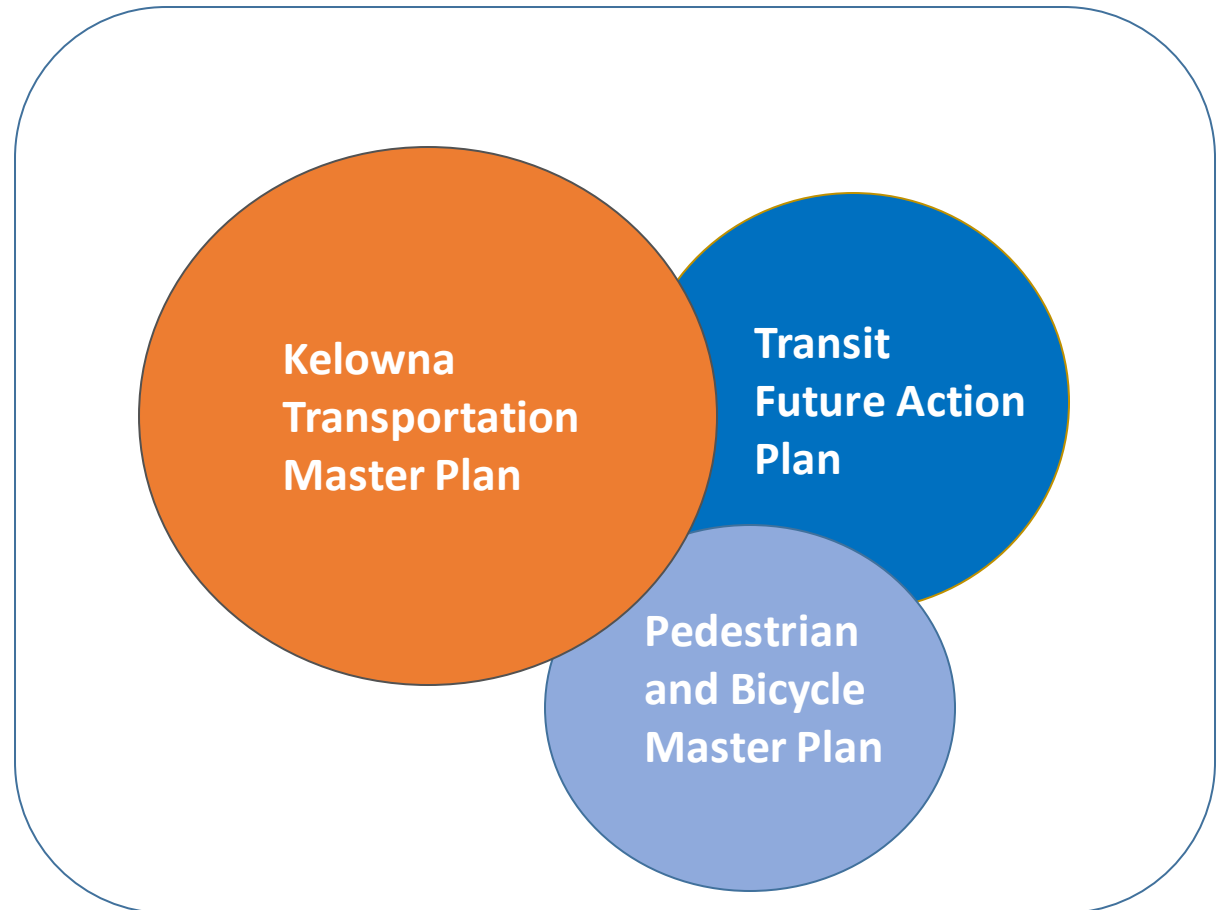 Kelowna
Transportation
Master Plan
Transit
Future Action
Plan
Pedestrian
and Bicycle
Master Plan